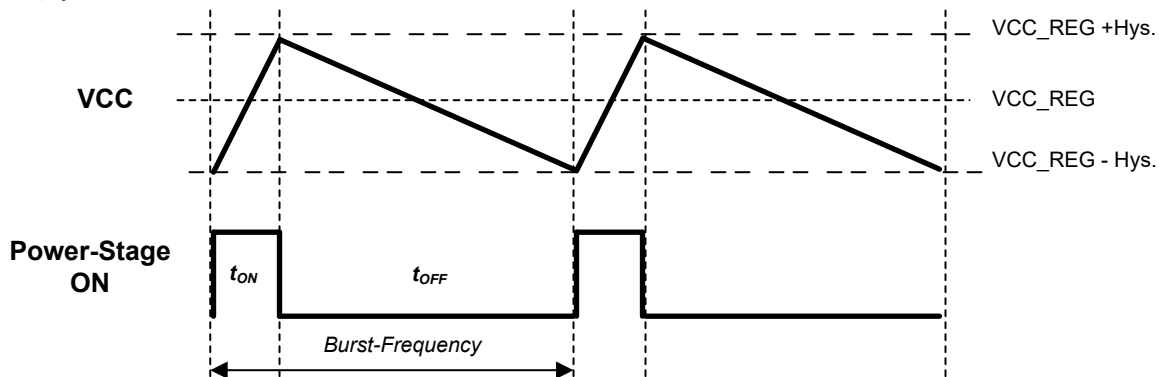 VCC_REG +Hys.
VCC
VCC_REG
VCC_REG - Hys.
Power-Stage
ON
tON
tOFF
Burst-Frequency